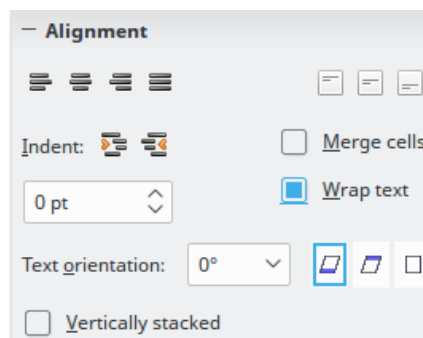 Alignment
Indent:
Merge cells
0 pt
Wrap text
Text orientation: 0°
Vertically stacked